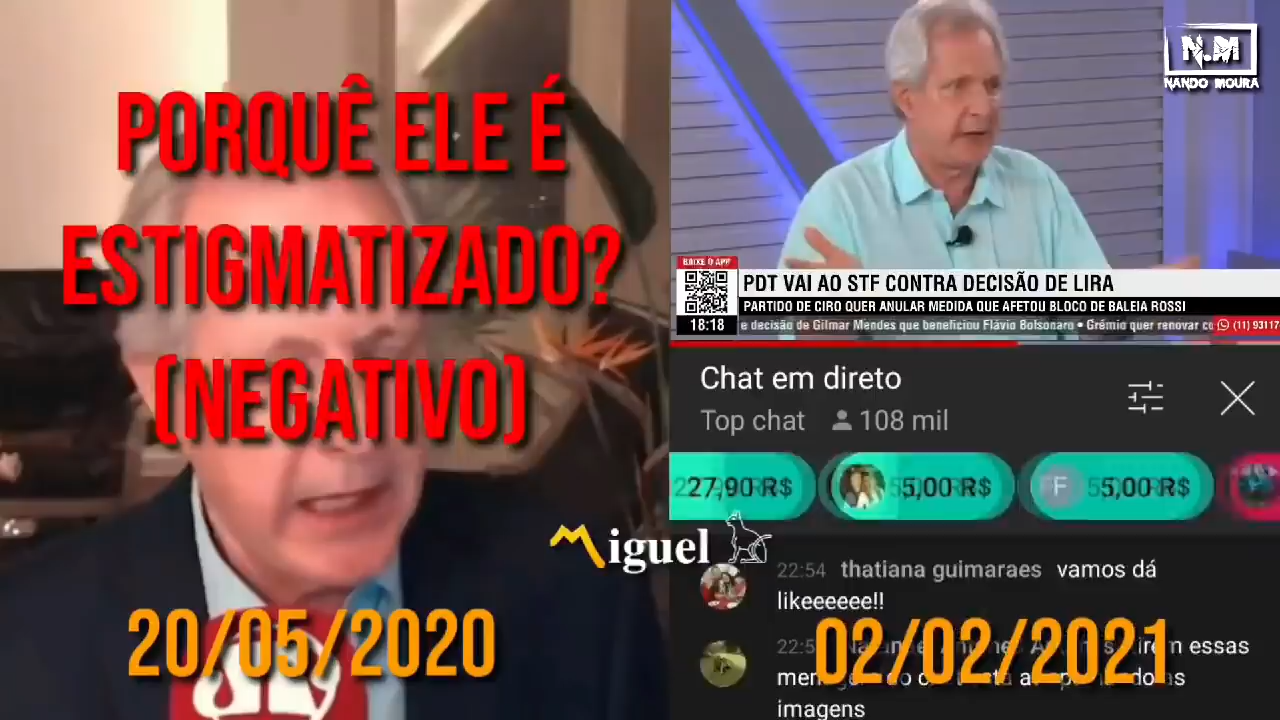 PORQUÊ ELE É
ESTIGMATIZADO?
(NEGATIVO)
20/05/2020
N.M
NANDO MOURA
BAIXE O APP
18:18
PDT VAI AO STF CONTRA DECISÃO DE LIRA
PARTIDO DE CIRO QUER ANULAR MEDIDA QUE AFETOU BLOCO DE BALEIA ROSSI
e decisão de Gilmar Mendes que beneficiou Flávio Bolsonaro • Grêmio quer renovar co
(11) 93117
Chat em direto
Top chat 108 mil
27,90 R$ 5,00 R$ F 5,00 R$
Miguel
22:54 thatiana guimaraes vamos dá
likeeeeee!!
essas
imagens
02/02/2021